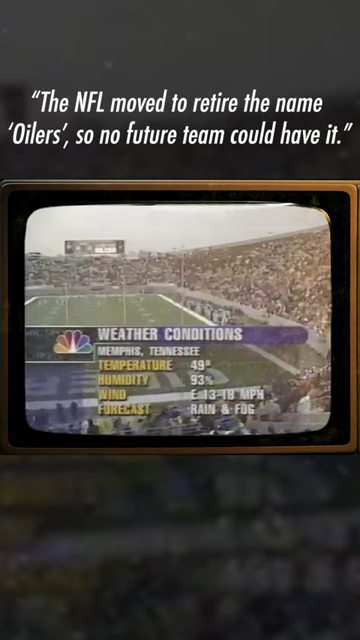 “The NFL moved to retire the name
‘Oilers’, so no future team could have it.”
WEATHER CONDITIONS
MEMPHIS, TENNESSEE
TEMPERATURE 49°
HUMIDITY 93%
WIND E 13-18 MPH
FORECAST RAIN & FOG